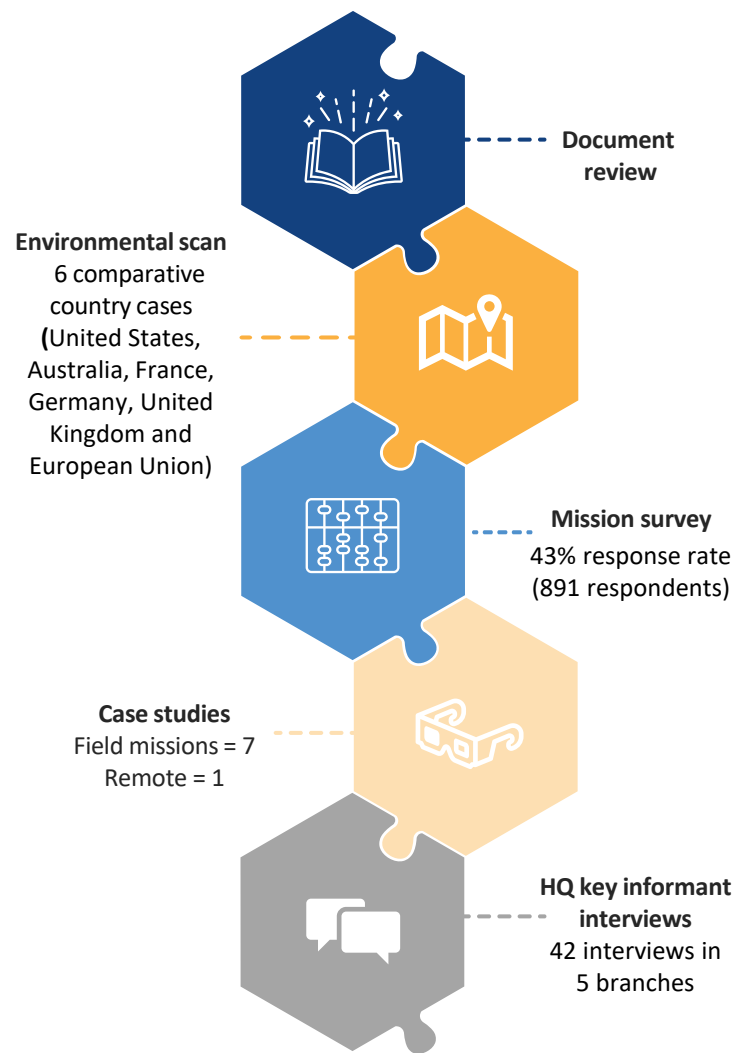 Document
review
Environmental scan
6 comparative
country cases
(United States,
Australia, France,
Germany, United
Kingdom and
European Union)
Mission survey
43% response rate
(891 respondents)
Case studies
Field missions = 7
Remote = 1
HQ key informant
interviews
42 interviews in
5 branches